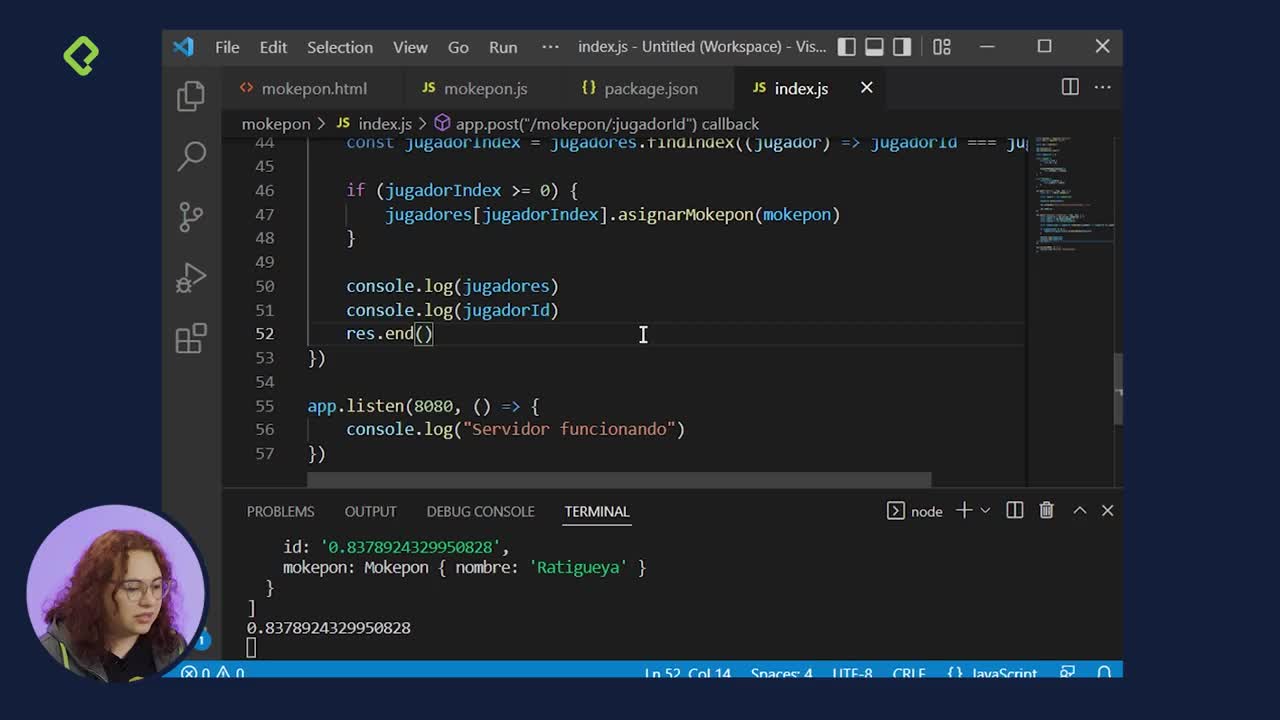 File Edit Selection View Go Run ··· index.js - Untitled (Workspace) - Vis...
<> mokepon.html JS mokepon.js {} package.json JS index.js
mokepon > JS index.js > app.post("/mokepon/:jugadorId") callback
44 const jugadorIndex = jugadores.findIndex((jugador) => jugadorId === jug
45
46 if (jugadorIndex >= 0) {
47 jugadores[jugadorIndex].asignarMokepon(mokepon)
48 }
49
50 console.log(jugadores)
51 console.log(jugadorId)
52 res.end()
53 })
54
55 app.listen(8080, () => {
56 console.log("Servidor funcionando")
57 })
PROBLEMS OUTPUT DEBUG CONSOLE TERMINAL node
id: '0.8378924329950828',
mokepon: Mokepon { nombre: 'Ratigueya' }
}
]
0.8378924329950828
1
0 0 Ln 52, Col 14 Spaces: 4 UTF-8 CRLF {} JavaScript